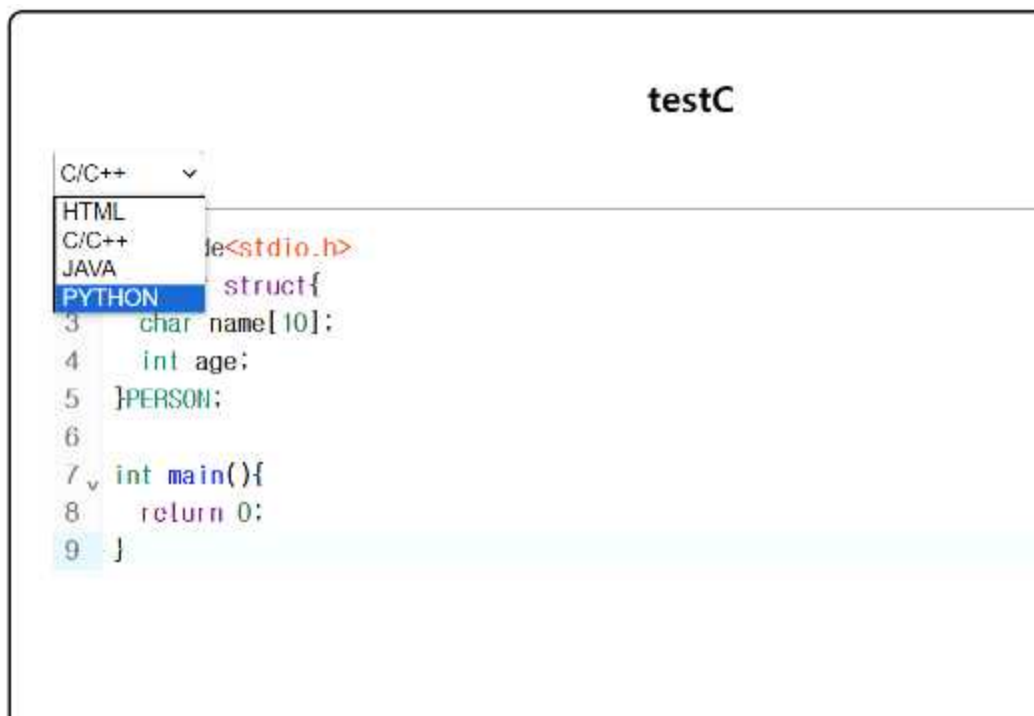 testC
C/C++
HTML
C/C++
JAVA
PYTHON
<stdio.h>
struct{
3 char name[10];
4 int age;
5 }PERSON;
6
7 int main(){
8 return 0;
9 }